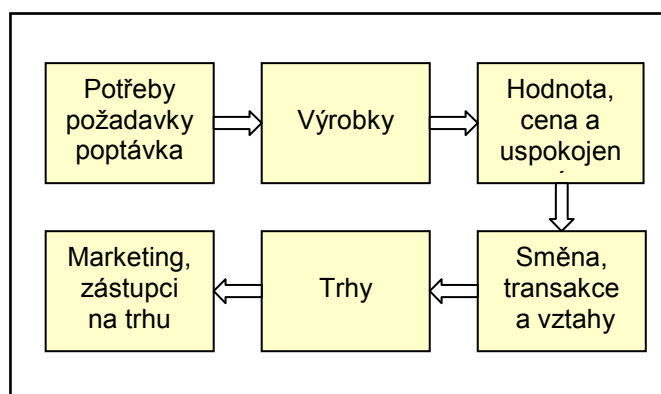 Potřeby
požadavky
poptávka
Výrobky
Hodnota,
cena a
uspokojen
Směna,
transakce
a vztahy
Trhy
Marketing,
zástupci
na trhu